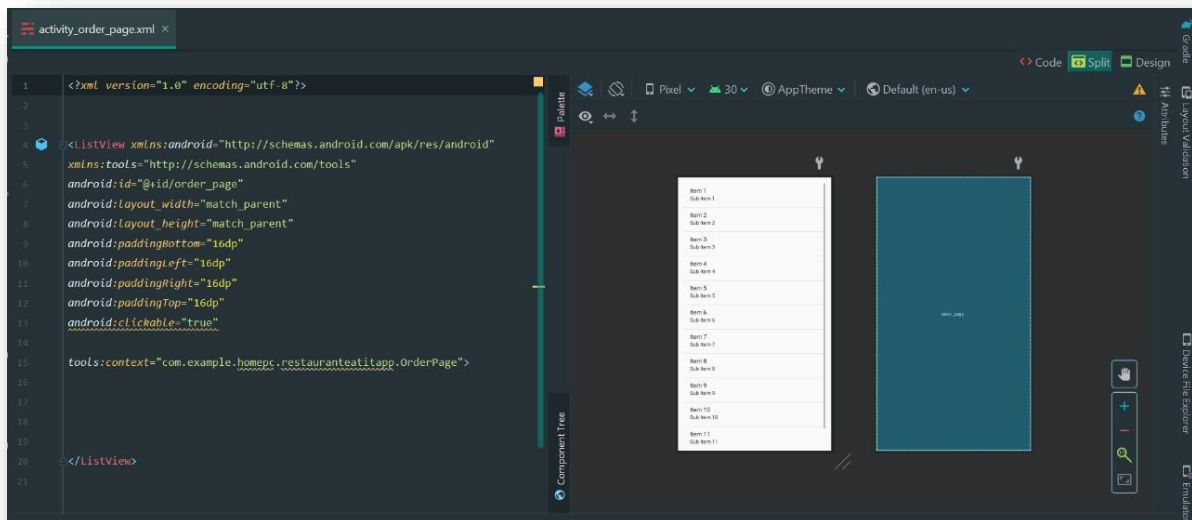 activity_order_page.xml ×
Code Split Design
1 <?xml version="1.0" encoding="utf-8"?>
2
3
4 <ListView xmlns:android="http://schemas.android.com/apk/res/android"
5 xmlns:tools="http://schemas.android.com/tools"
6 android:id="@+id/order_page"
7 android:layout_width="match_parent"
8 android:layout_height="match_parent"
9 android:paddingBottom="16dp"
10 android:paddingLeft="16dp"
11 android:paddingRight="16dp"
12 android:paddingTop="16dp"
13 android:clickable="true"
14
15 tools:context="com.example.homepc.restauranteatitapp.OrderPage">
16
17
18
19
20 </ListView>
21
Palette
Component Tree
Pixel 30 AppTheme Default (en-us)
Item 1
Sub Item 1
Item 2
Sub Item 2
Item 3
Sub Item 3
Item 4
Sub Item 4
Item 5
Sub Item 5
Item 6
Sub Item 6
Item 7
Sub Item 7
Item 8
Sub Item 8
Item 9
Sub Item 9
Item 10
Sub Item 10
Item 11
Sub Item 11
order_page
Attributes
Gradle
Layout Validation
Device File Explorer
Emulator